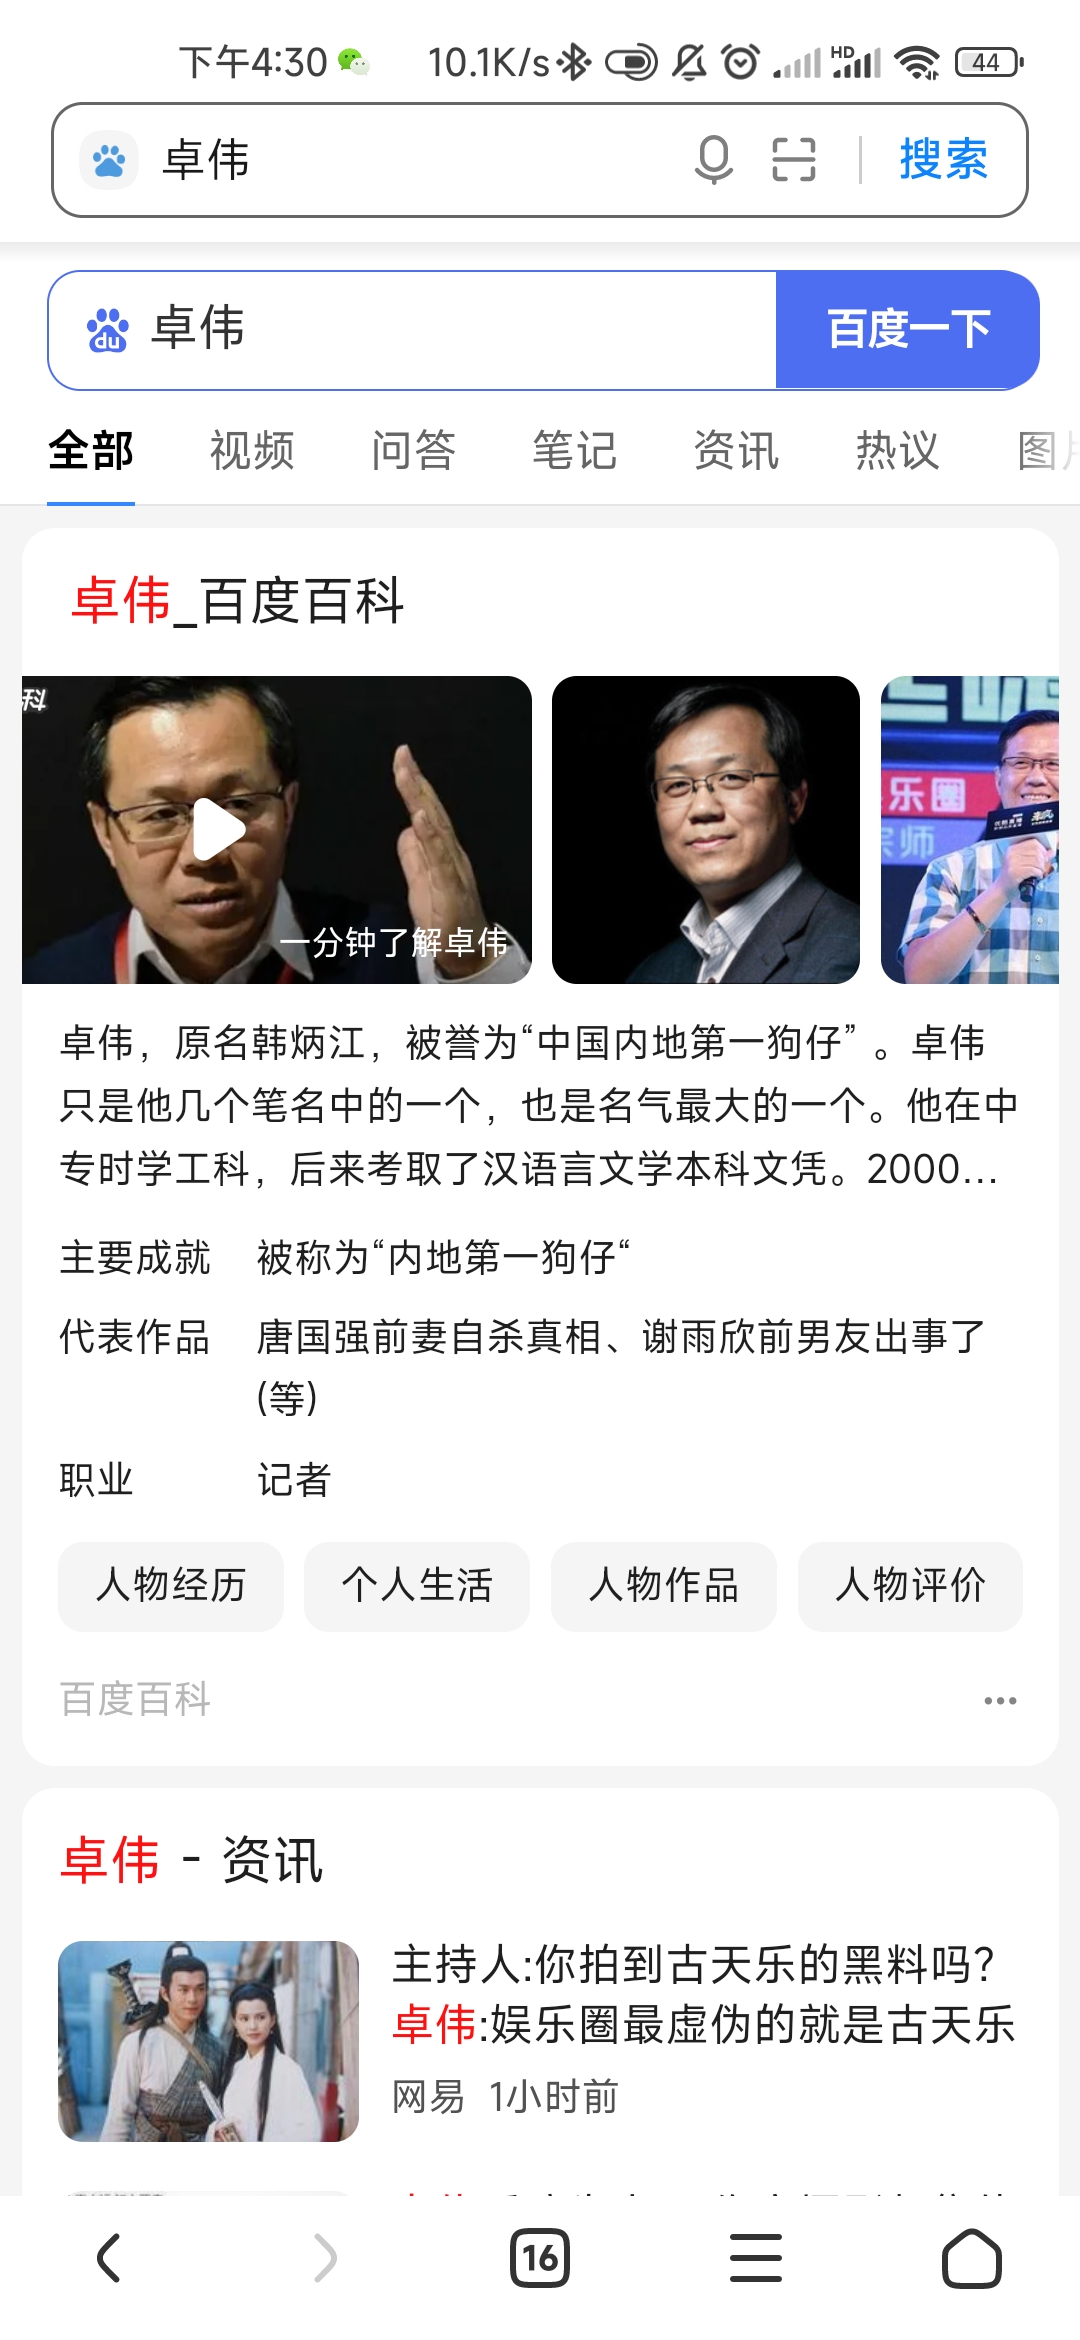 下午4:30 10.1K/s HD 44
卓伟 搜索
du 卓伟 百度一下
全部 视频 问答 笔记 资讯 热议 图
卓伟_百度百科
科
乐圈
宗师
一分钟了解卓伟
卓伟，原名韩炳江，被誉为“中国内地第一狗仔”。卓伟
只是他几个笔名中的一个，也是名气最大的一个。他在中
专时学工科，后来考取了汉语言文学本科文凭。2000...
主要成就 被称为“内地第一狗仔“
代表作品 唐国强前妻自杀真相、谢雨欣前男友出事了
(等)
职业 记者
人物经历 个人生活 人物作品 人物评价
百度百科
卓伟 - 资讯
主持人:你拍到古天乐的黑料吗？
卓伟:娱乐圈最虚伪的就是古天乐
网易 1小时前
16